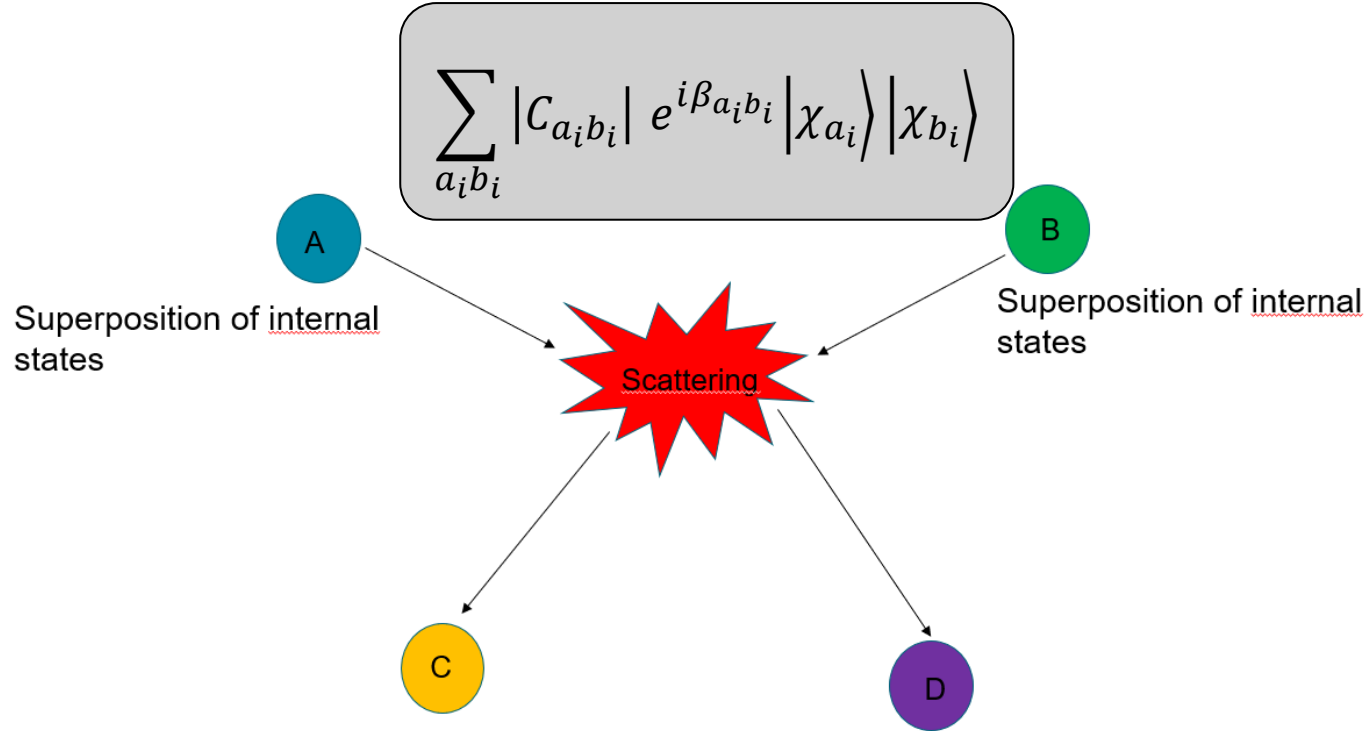 ∑_{a_i b_i} |C_{a_i b_i}| e^{iβ_{a_i b_i}} |χ_{a_i}⟩ |χ_{b_i}⟩
A
B
Superposition of internal
states
Superposition of internal
states
Scattering
C
D